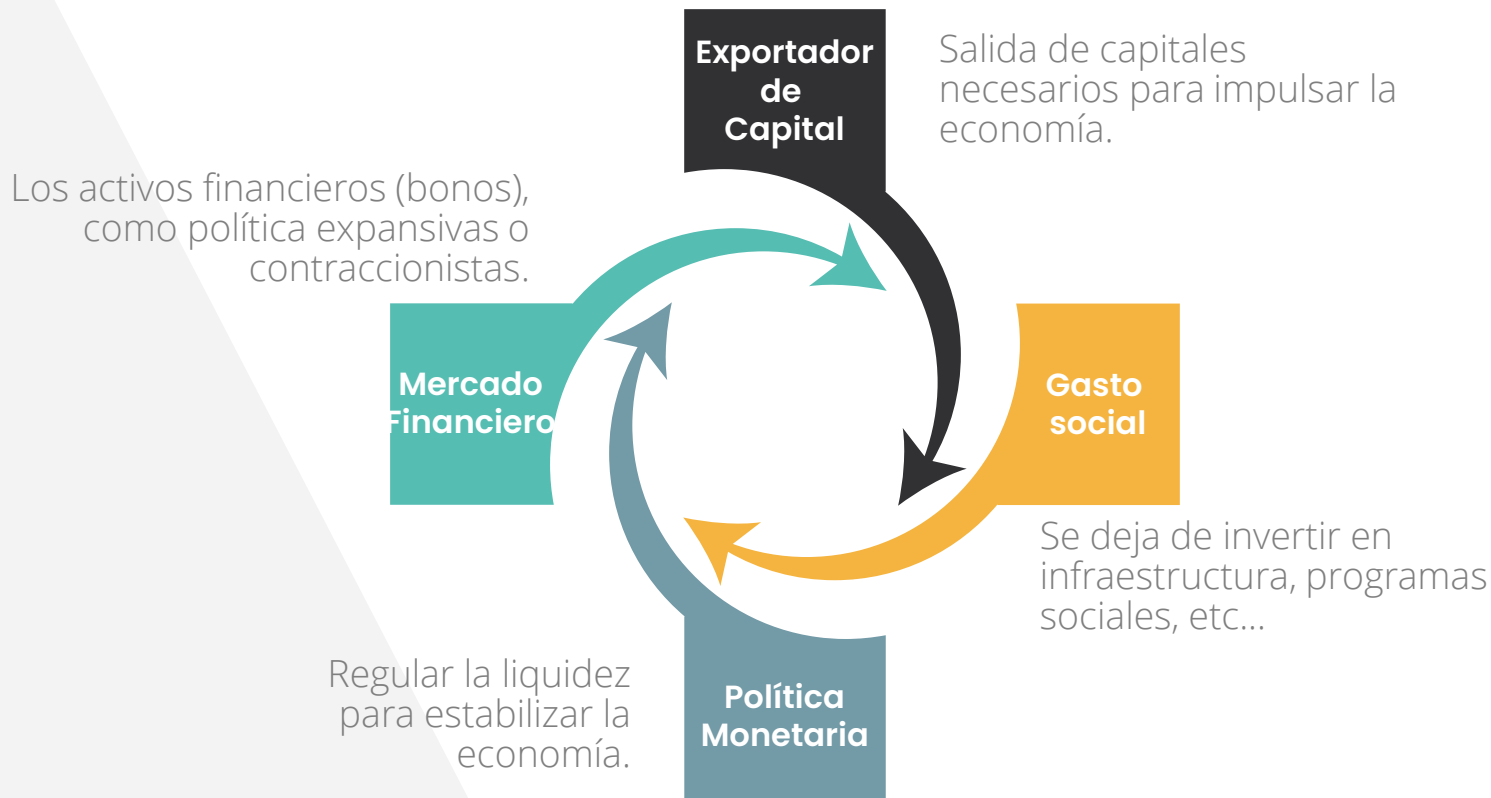 Exportador
de
Capital
Salida de capitales
necesarios para impulsar la
economía.
Los activos financieros (bonos),
como política expansivas o
contraccionistas.
Mercado
Financiero
Gasto
social
Se deja de invertir en
infraestructura, programas
sociales, etc...
Regular la liquidez
para estabilizar la
economía.
Política
Monetaria